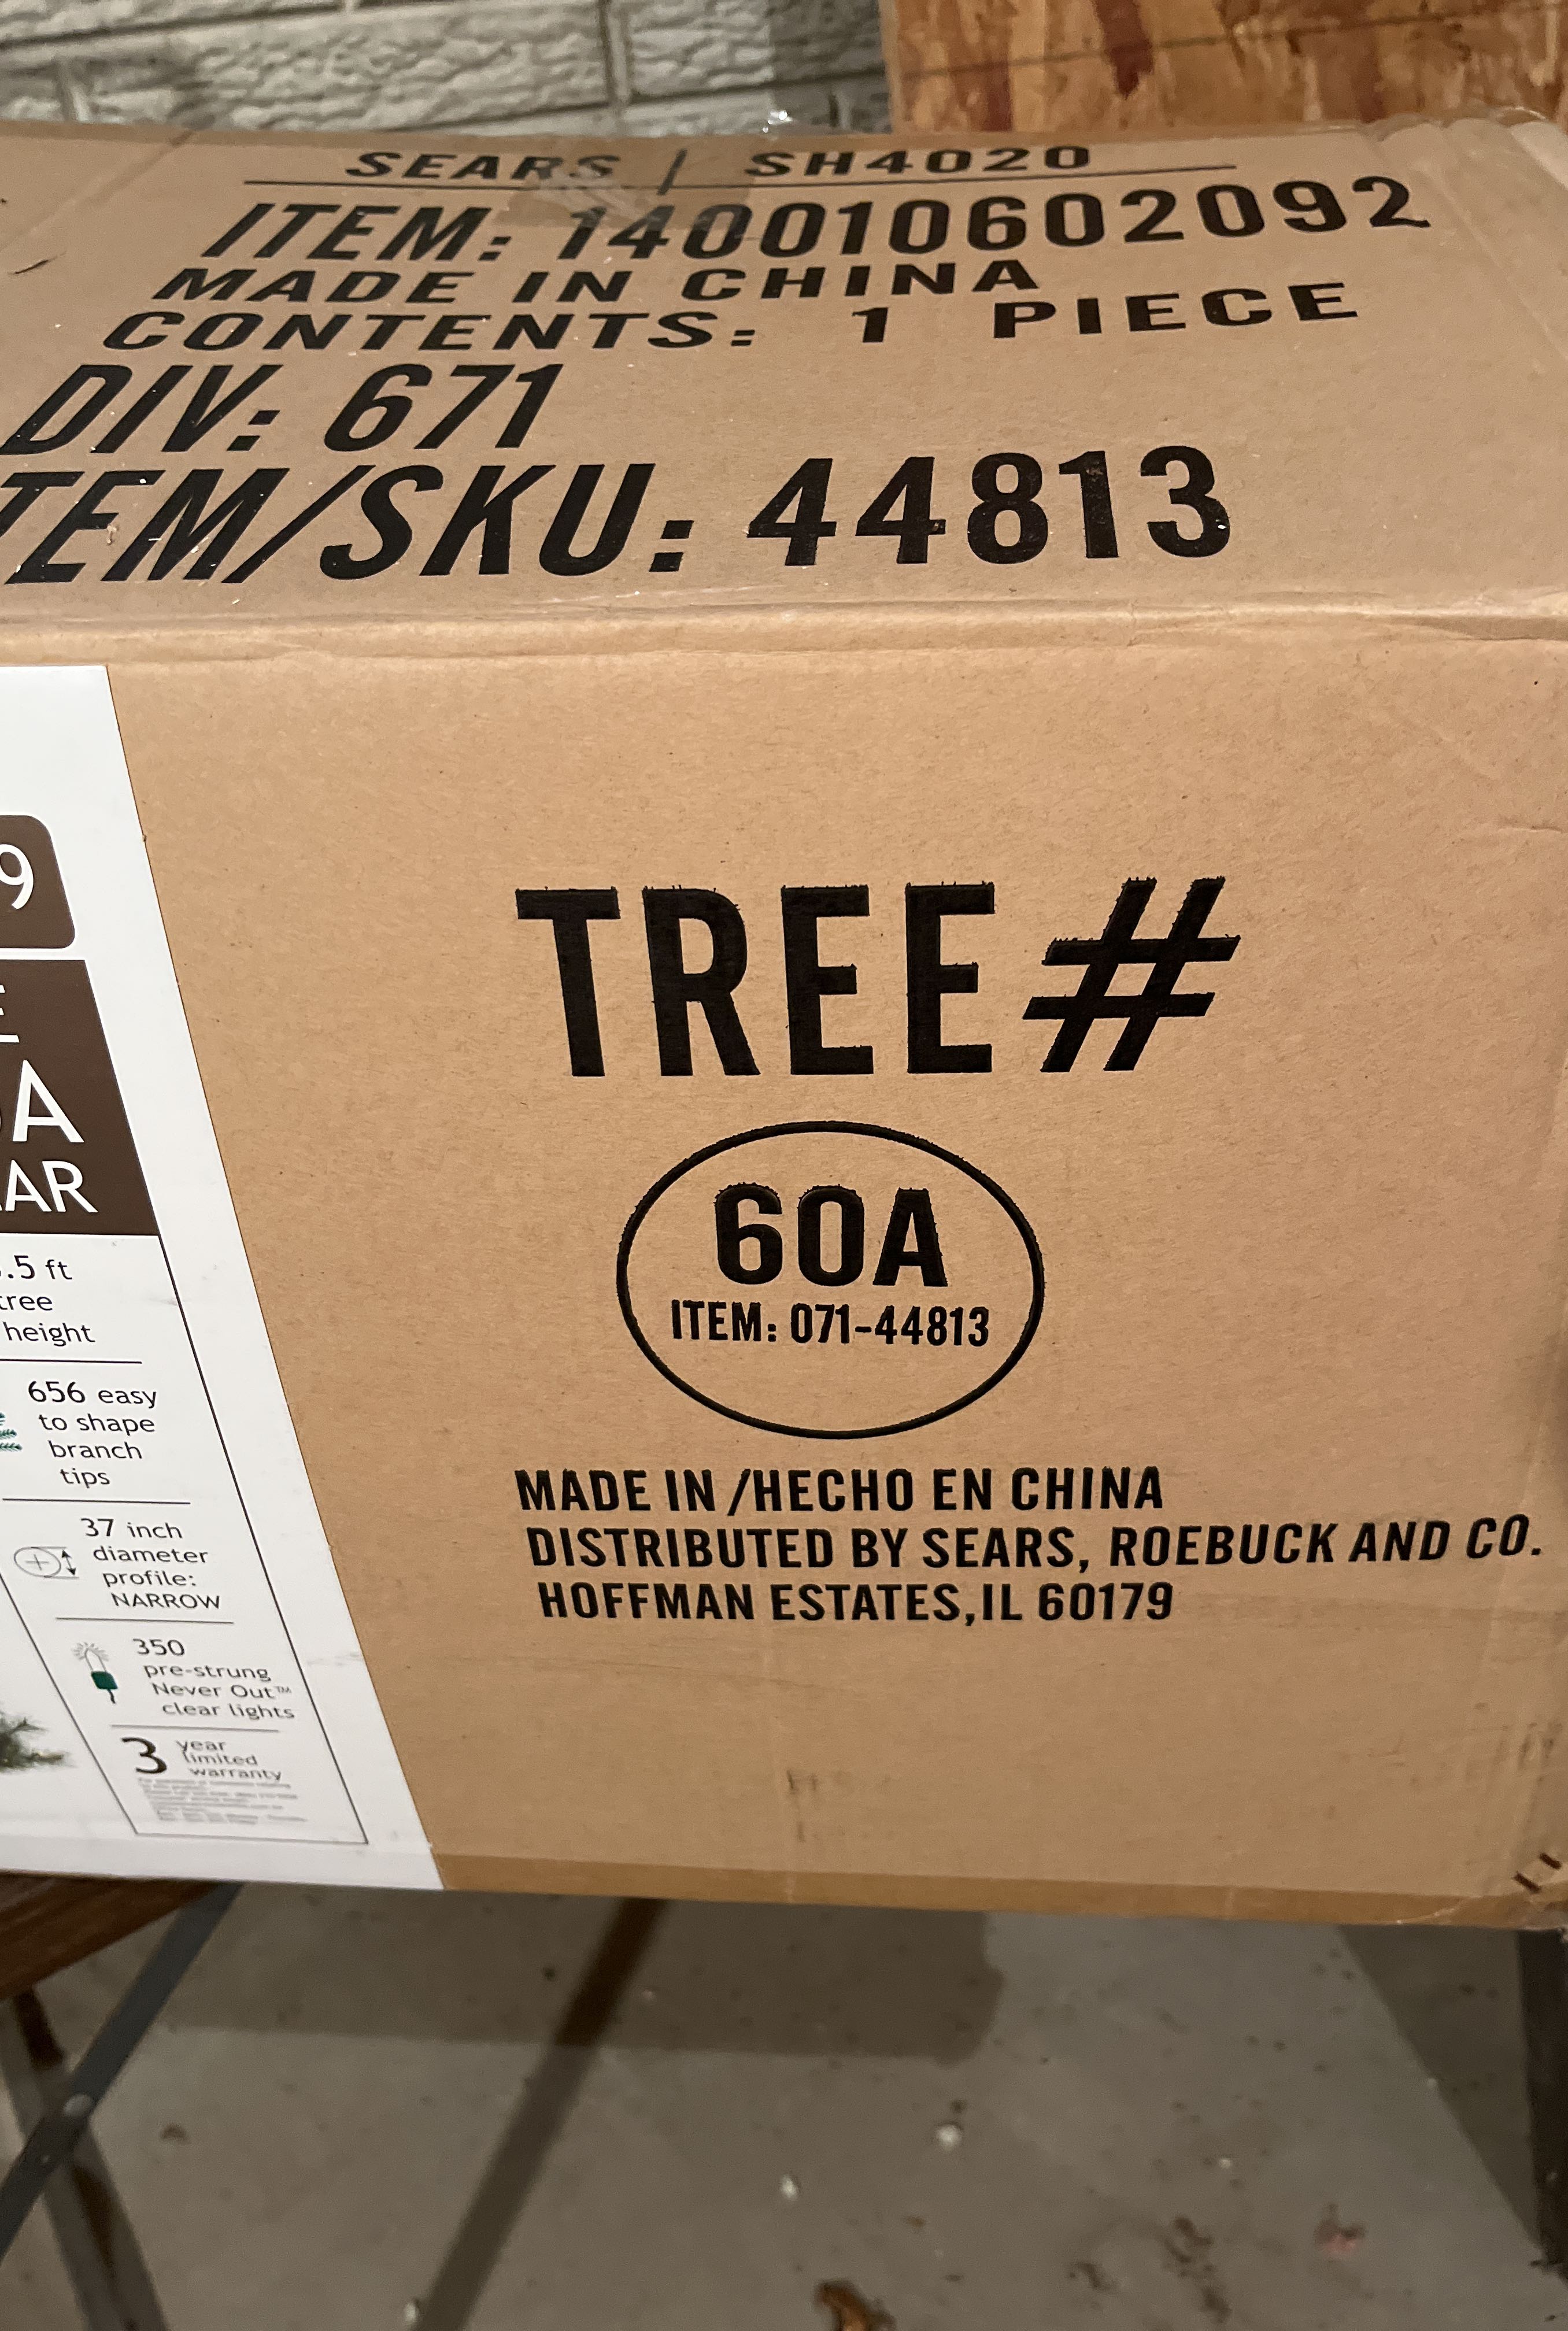 SEARS / SH4020
ITEM: 140010602092
MADE IN CHINA
CONTENTS: 1 PIECE
DIV: 671
TEM/SKU: 44813
9
E
A
AR
.5 ft
tree
height
656 easy
to shape
branch
tips
37 inch
diameter
profile:
NARROW
350
pre-strung
Never Out™
clear lights
3 year
limited
warranty
TREE #
60A
ITEM: 071-44813
MADE IN /HECHO EN CHINA
DISTRIBUTED BY SEARS, ROEBUCK AND CO.
HOFFMAN ESTATES,IL 60179